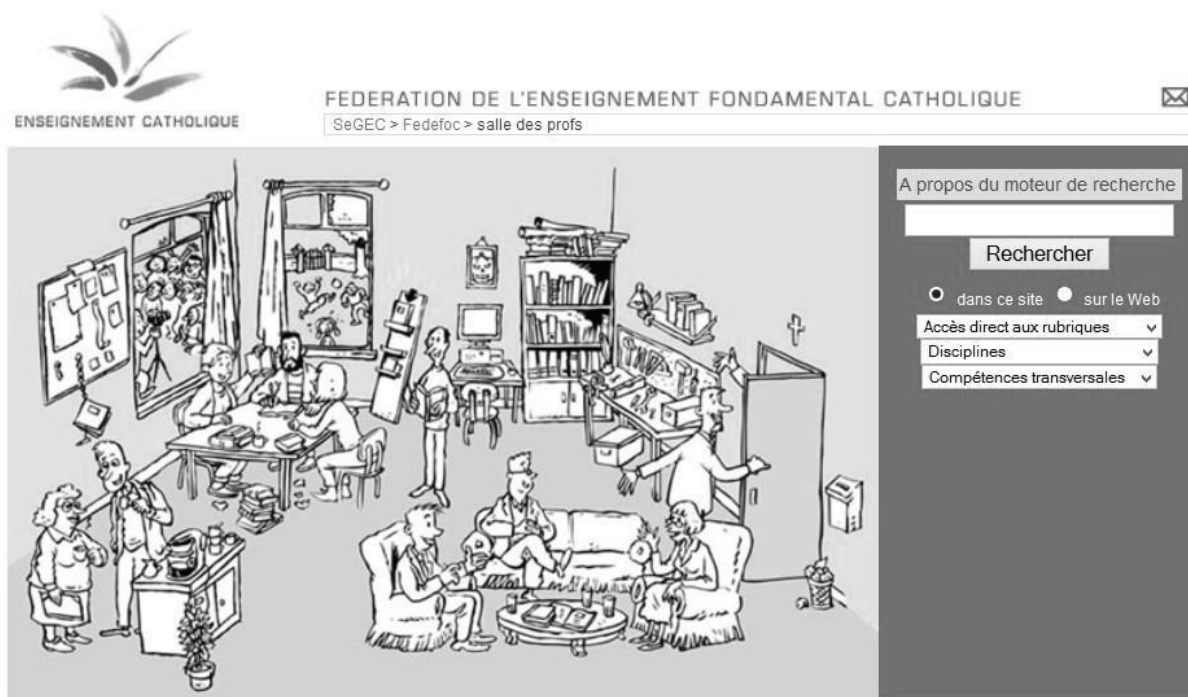 ENSEIGNEMENT CATHOLIQUE
FEDERATION DE L'ENSEIGNEMENT FONDAMENTAL CATHOLIQUE
SeGEC > Fedefoc > salle des profs
A propos du moteur de recherche
Rechercher
dans ce site sur le Web
Accès direct aux rubriques
Disciplines
Compétences transversales